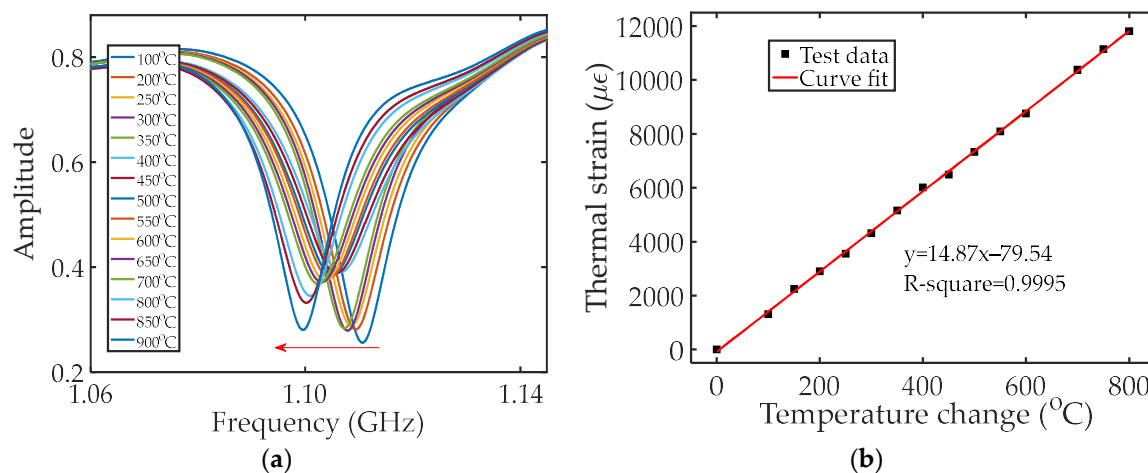 0.8
0.6
0.4
0.2
Amplitude
100°C
200°C
250°C
300°C
350°C
400°C
450°C
500°C
550°C
600°C
650°C
700°C
800°C
850°C
900°C
1.06
1.10
1.14
Frequency (GHz)
(a)
12000
10000
8000
6000
4000
2000
0
Thermal strain (μϵ)
Test data
Curve fit
y=14.87x–79.54
R-square=0.9995
0
200
400
600
800
Temperature change (°C)
(b)